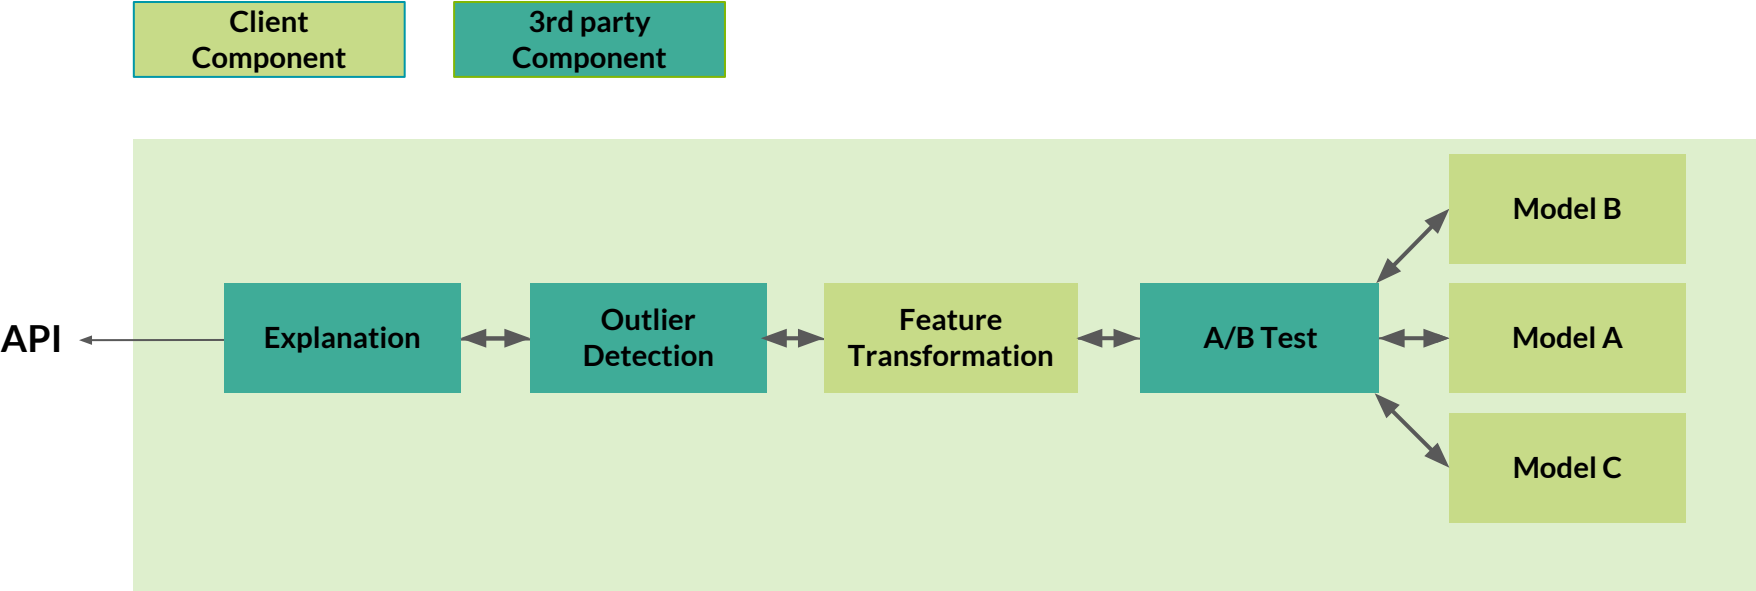 Client
Component
3rd party
Component
API
Explanation
Outlier
Detection
Feature
Transformation
A/B Test
Model B
Model A
Model C